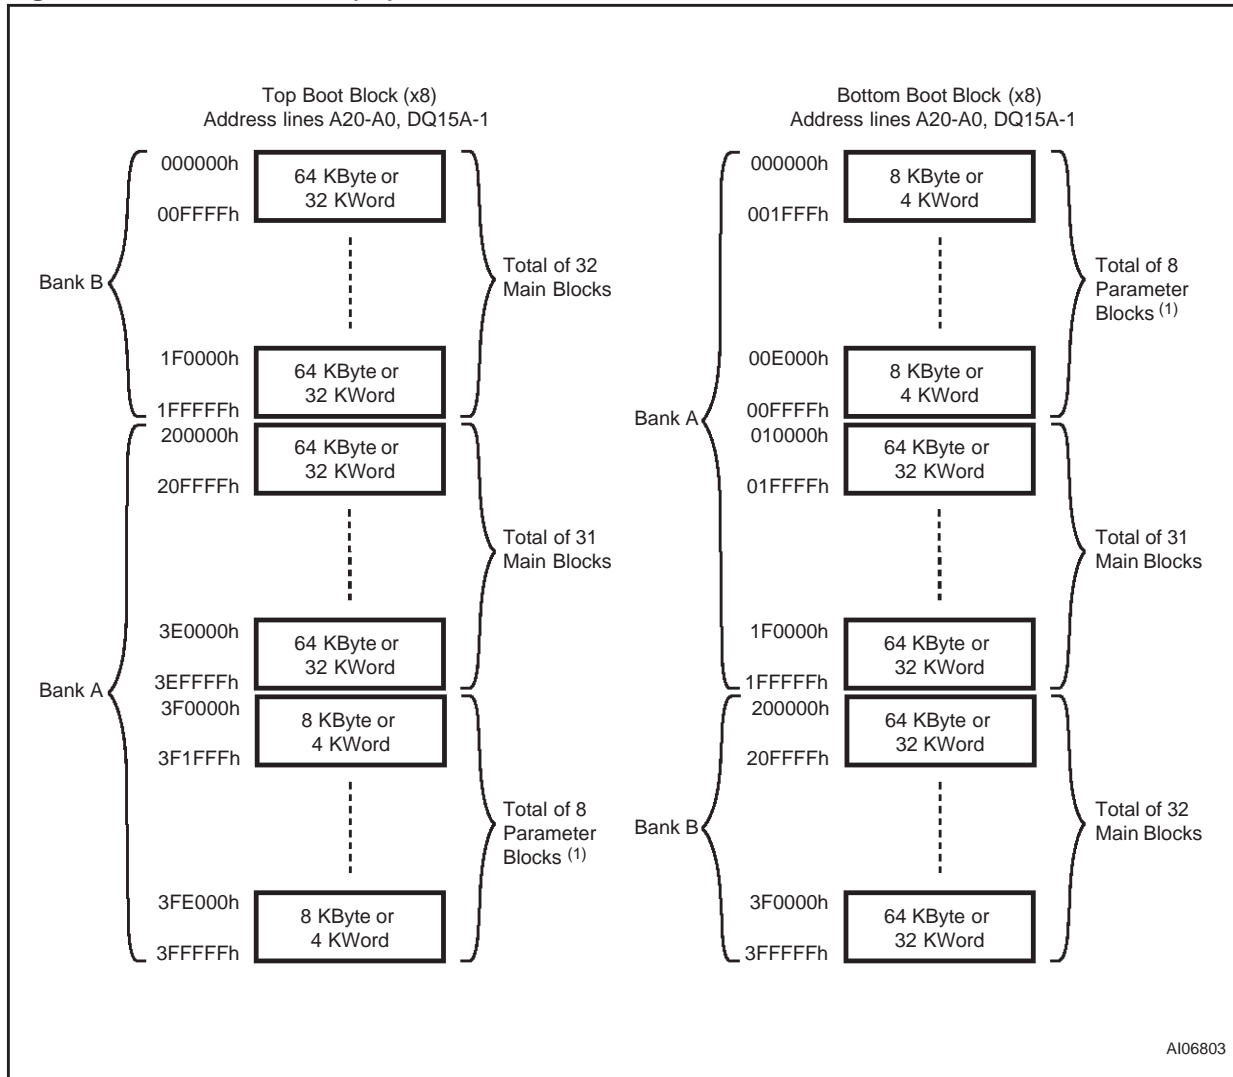 Top Boot Block (x8)
Address lines A20-A0, DQ15A-1
000000h
64 KByte or
32 KWord
00FFFFh
Bank B
Total of 32
Main Blocks
1F0000h
64 KByte or
32 KWord
1FFFFFh
200000h
64 KByte or
32 KWord
20FFFFh
Total of 31
Main Blocks
3E0000h
64 KByte or
32 KWord
3EFFFFh
Bank A
3F0000h
8 KByte or
4 KWord
3F1FFFh
Total of 8
Parameter
Blocks (1)
3FE000h
8 KByte or
4 KWord
3FFFFFh
Bottom Boot Block (x8)
Address lines A20-A0, DQ15A-1
000000h
8 KByte or
4 KWord
001FFFh
Total of 8
Parameter
Blocks (1)
00E000h
8 KByte or
4 KWord
00FFFFh
Bank A
010000h
64 KByte or
32 KWord
01FFFFh
Total of 31
Main Blocks
1F0000h
64 KByte or
32 KWord
1FFFFFh
200000h
64 KByte or
32 KWord
20FFFFh
Bank B
Total of 32
Main Blocks
3F0000h
64 KByte or
32 KWord
3FFFFFh
AI06803